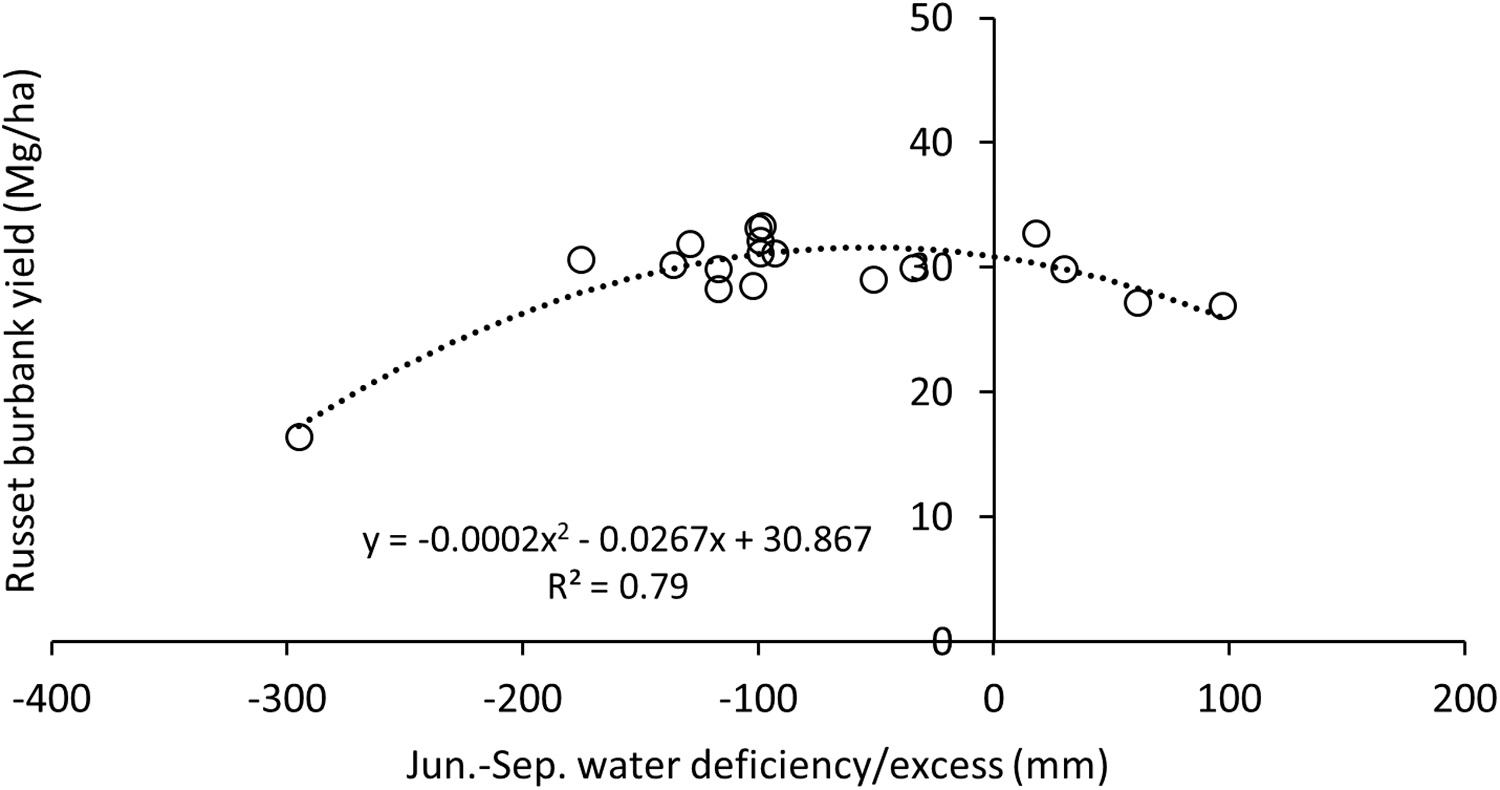 50
40
30
20
10
0
Russet burbank yield (Mg/ha)
y = -0.0002x² - 0.0267x + 30.867
R² = 0.79
-400 -300 -200 -100 0 100 200
Jun.-Sep. water deficiency/excess (mm)